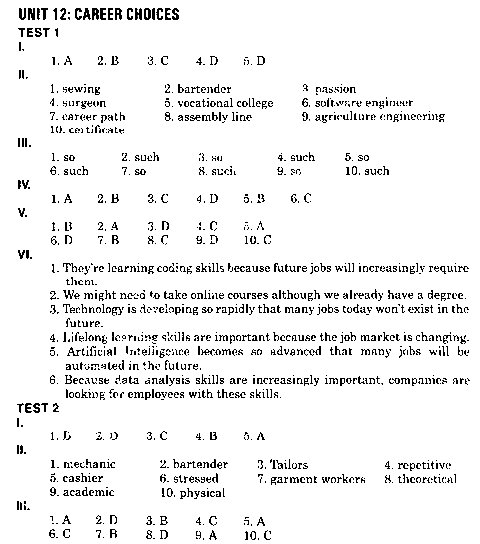 UNIT 12: CAREER CHOICES
TEST 1
I.
1. A 2. B 3. C 4. D 5. D
II.
1. sewing 2. bartender 3. passion
4. surgeon 5. vocational college 6. software engineer
7. career path 8. assembly line 9. agriculture engineering
10. certificate
III.
1. so 2. such 3. so 4. such 5. so
6. such 7. so 8. such 9. so 10. such
IV.
1. A 2. B 3. C 4. D 5. B 6. C
V.
1. B 2. A 3. D 4. C 5. A
6. D 7. B 8. C 9. D 10. C
VI.
1. They're learning coding skills because future jobs will increasingly require
them.
2. We might need to take online courses although we already have a degree.
3. Technology is developing so rapidly that many jobs today won't exist in the
future.
4. Lifelong learning skills are important because the job market is changing.
5. Artificial Intelligence becomes so advanced that many jobs will be
automated in the future.
6. Because data analysis skills are increasingly important, companies are
looking for employees with these skills.
TEST 2
I.
1. D 2. D 3. C 4. B 5. A
II.
1. mechanic 2. bartender 3. Tailors 4. repetitive
5. cashier 6. stressed 7. garment workers 8. theoretical
9. academic 10. physical
III.
1. A 2. D 3. B 4. C 5. A
6. C 7. B 8. D 9. A 10. C